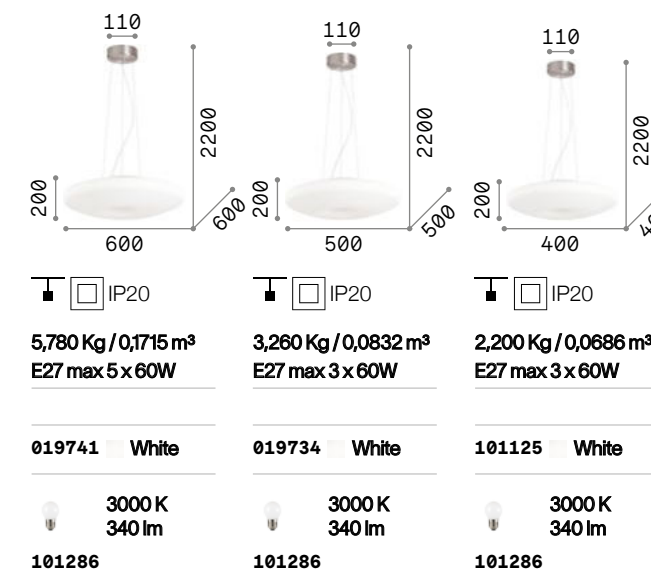 110
2200
200
600
600
IP20
5,780 Kg / 0,1715 m³
E27 max 5 x 60W
019741 White
3000 K
340 lm
101286
110
2200
200
500
500
IP20
3,260 Kg / 0,0832 m³
E27 max 3 x 60W
019734 White
3000 K
340 lm
101286
110
2200
200
400
IP20
2,200 Kg / 0,0686 m³
E27 max 3 x 60W
101125 White
3000 K
340 lm
101286